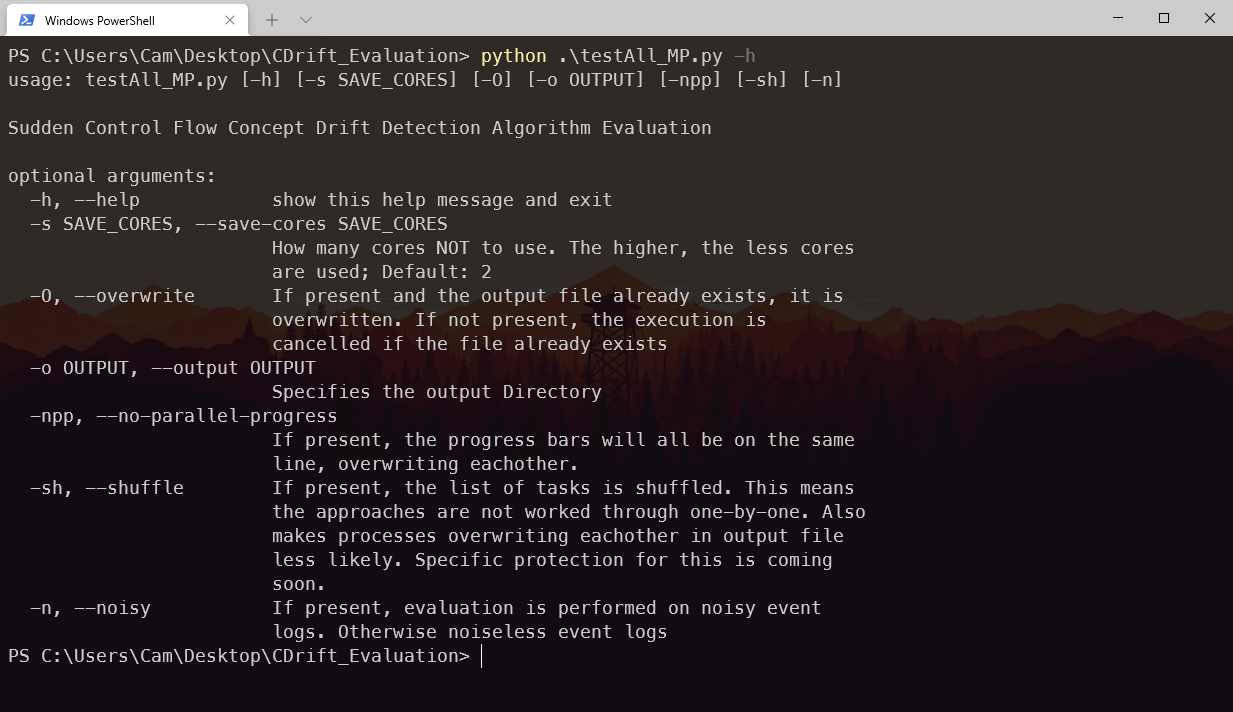 Windows PowerShell
PS C:\Users\Cam\Desktop\CDrift_Evaluation> python .\testAll_MP.py -h
usage: testAll_MP.py [-h] [-s SAVE_CORES] [-O] [-o OUTPUT] [-npp] [-sh] [-n]
Sudden Control Flow Concept Drift Detection Algorithm Evaluation
optional arguments:
-h, --help show this help message and exit
-s SAVE_CORES, --save-cores SAVE_CORES
How many cores NOT to use. The higher, the less cores
are used; Default: 2
-O, --overwrite If present and the output file already exists, it is
overwritten. If not present, the execution is
cancelled if the file already exists
-o OUTPUT, --output OUTPUT
Specifies the output Directory
-npp, --no-parallel-progress
If present, the progress bars will all be on the same
line, overwriting eachother.
-sh, --shuffle If present, the list of tasks is shuffled. This means
the approaches are not worked through one-by-one. Also
makes processes overwriting eachother in output file
less likely. Specific protection for this is coming
soon.
-n, --noisy If present, evaluation is performed on noisy event
logs. Otherwise noiseless event logs
PS C:\Users\Cam\Desktop\CDrift_Evaluation>